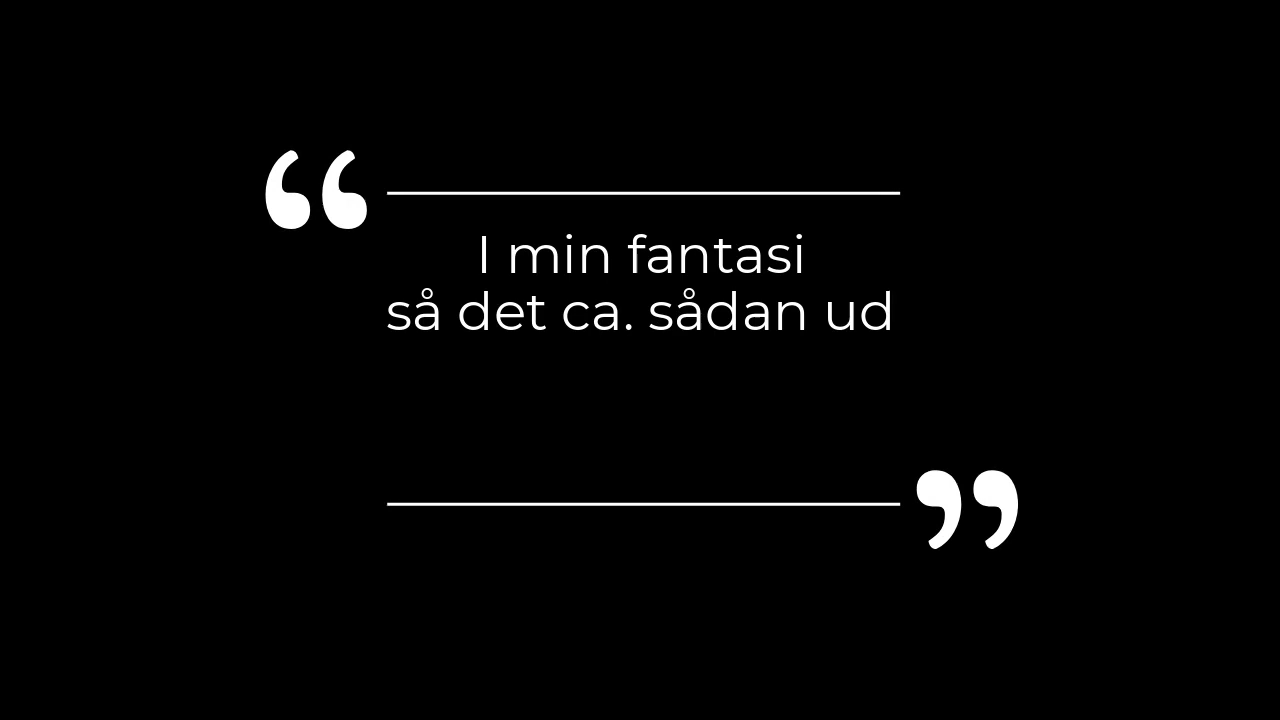 “
I min fantasi
så det ca. sådan ud
”